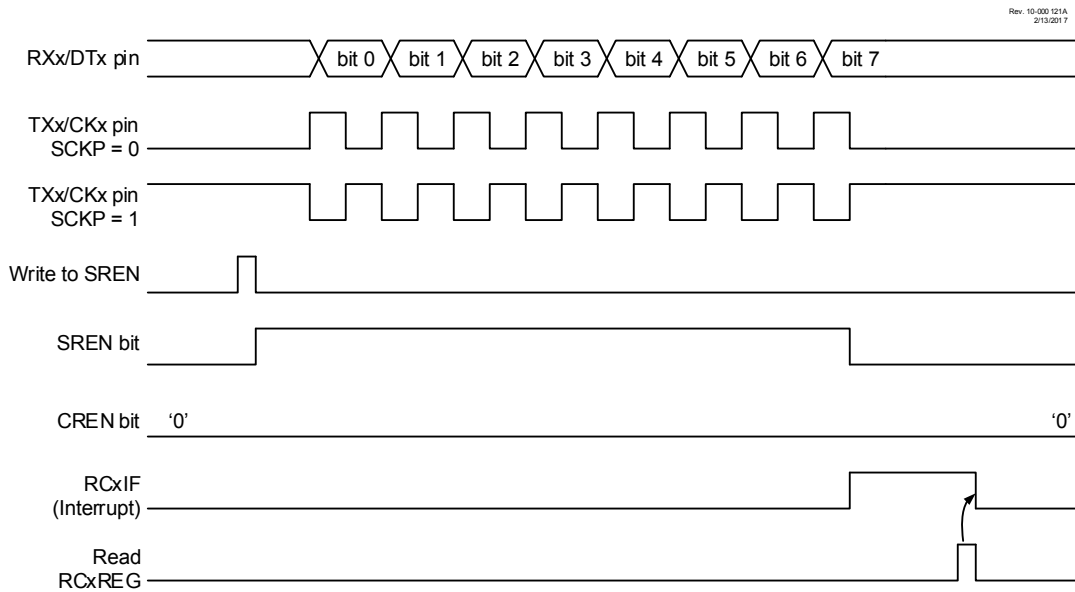 Rev. 10-000 121A
2/13/2017
RXx/DTx pin
bit 0 bit 1 bit 2 bit 3 bit 4 bit 5 bit 6 bit 7
TXx/CKx pin
SCKP = 0
TXx/CKx pin
SCKP = 1
Write to SREN
SREN bit
CREN bit ‘0’ ‘0’
RCxIF
(Interrupt)
Read
RCxREG